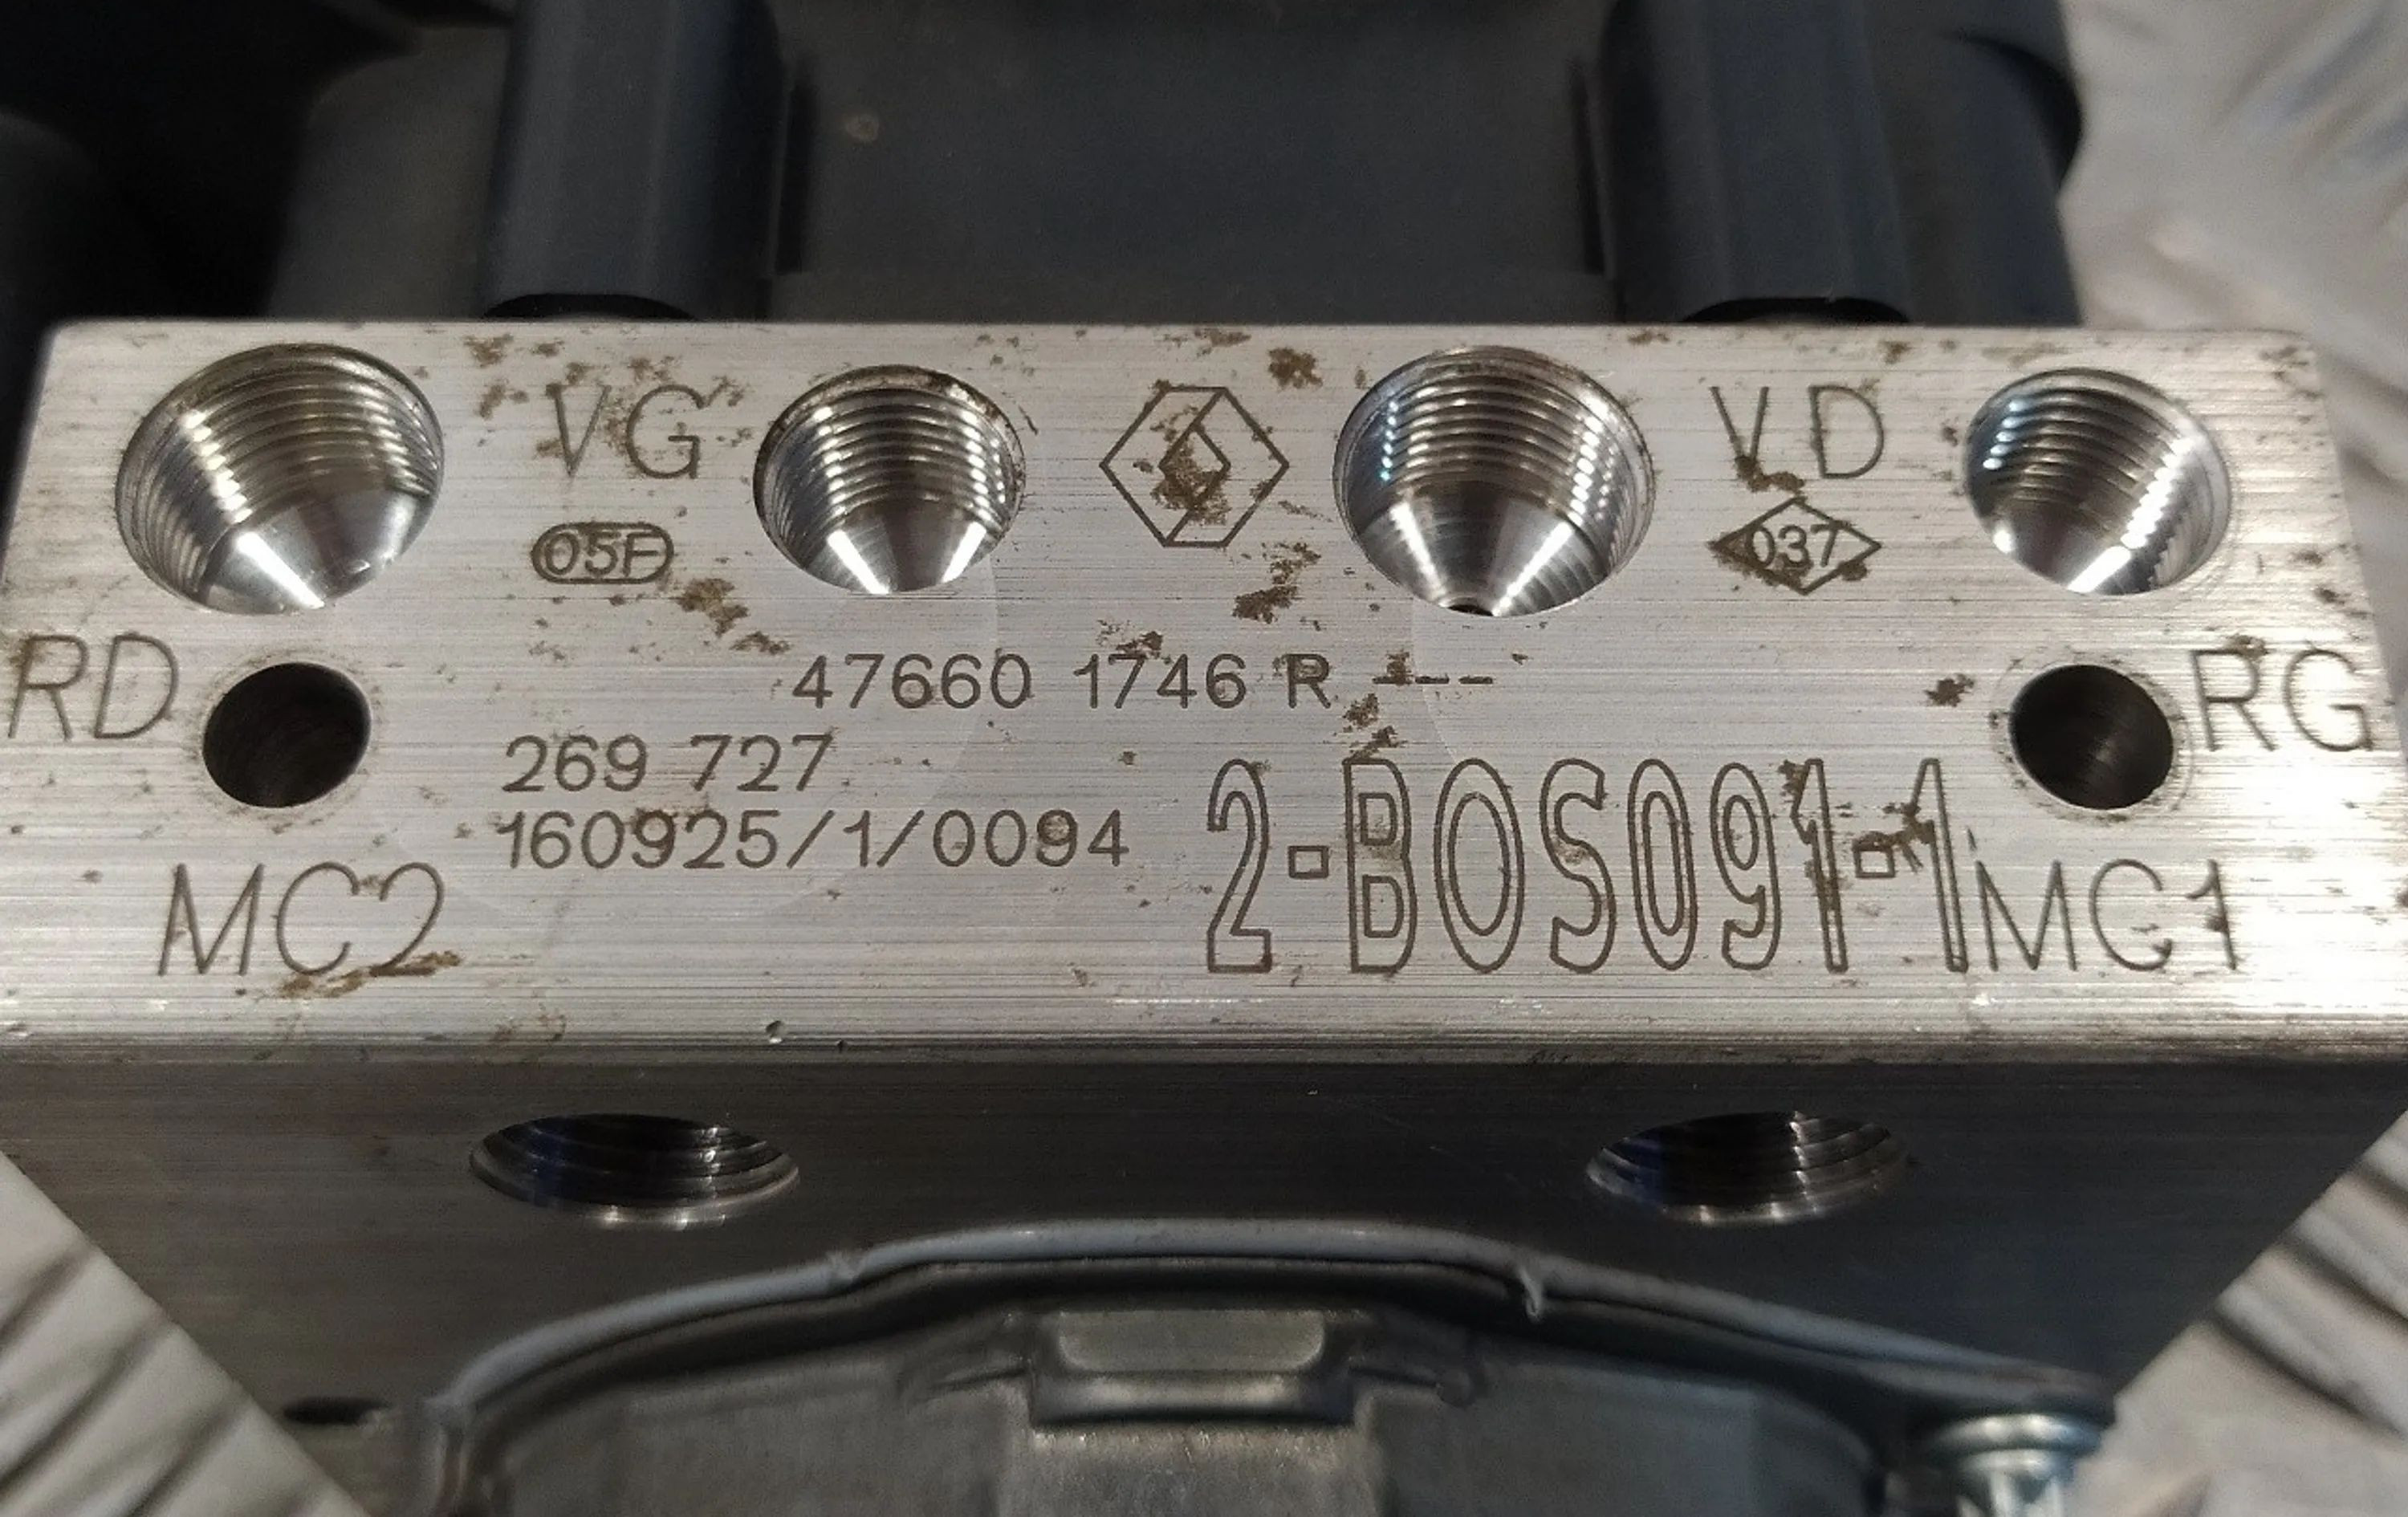 VG
VD
05F
037
RD
47660 1746 R ---
RG
269 727
160925/1/0094
2-BOS091-1
MC2
MC1